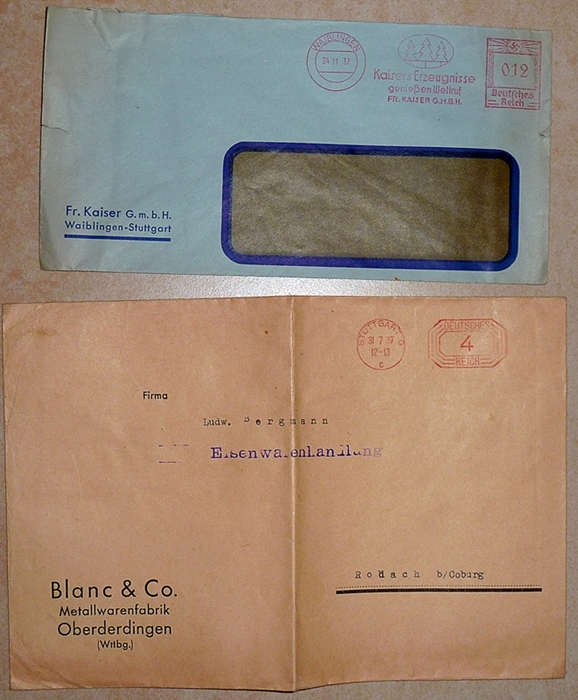 WAIBLINGEN
24.11.37
Kaisers Erzeugnisse
genießen Weltruf
FR. KAISER G.M.B.H.
012
Deutsches
Reich
Fr. Kaiser G.m.b.H.
Waiblingen-Stuttgart
STUTTGART 9
31 7 37
12-13
c
DEUTSCHES
4
REICH
Firma
Ludw. Bergmann
Eisenwarenhandlung
Rodach b/Coburg
Blanc & Co.
Metallwarenfabrik
Oberderdingen
(Wttbg.)